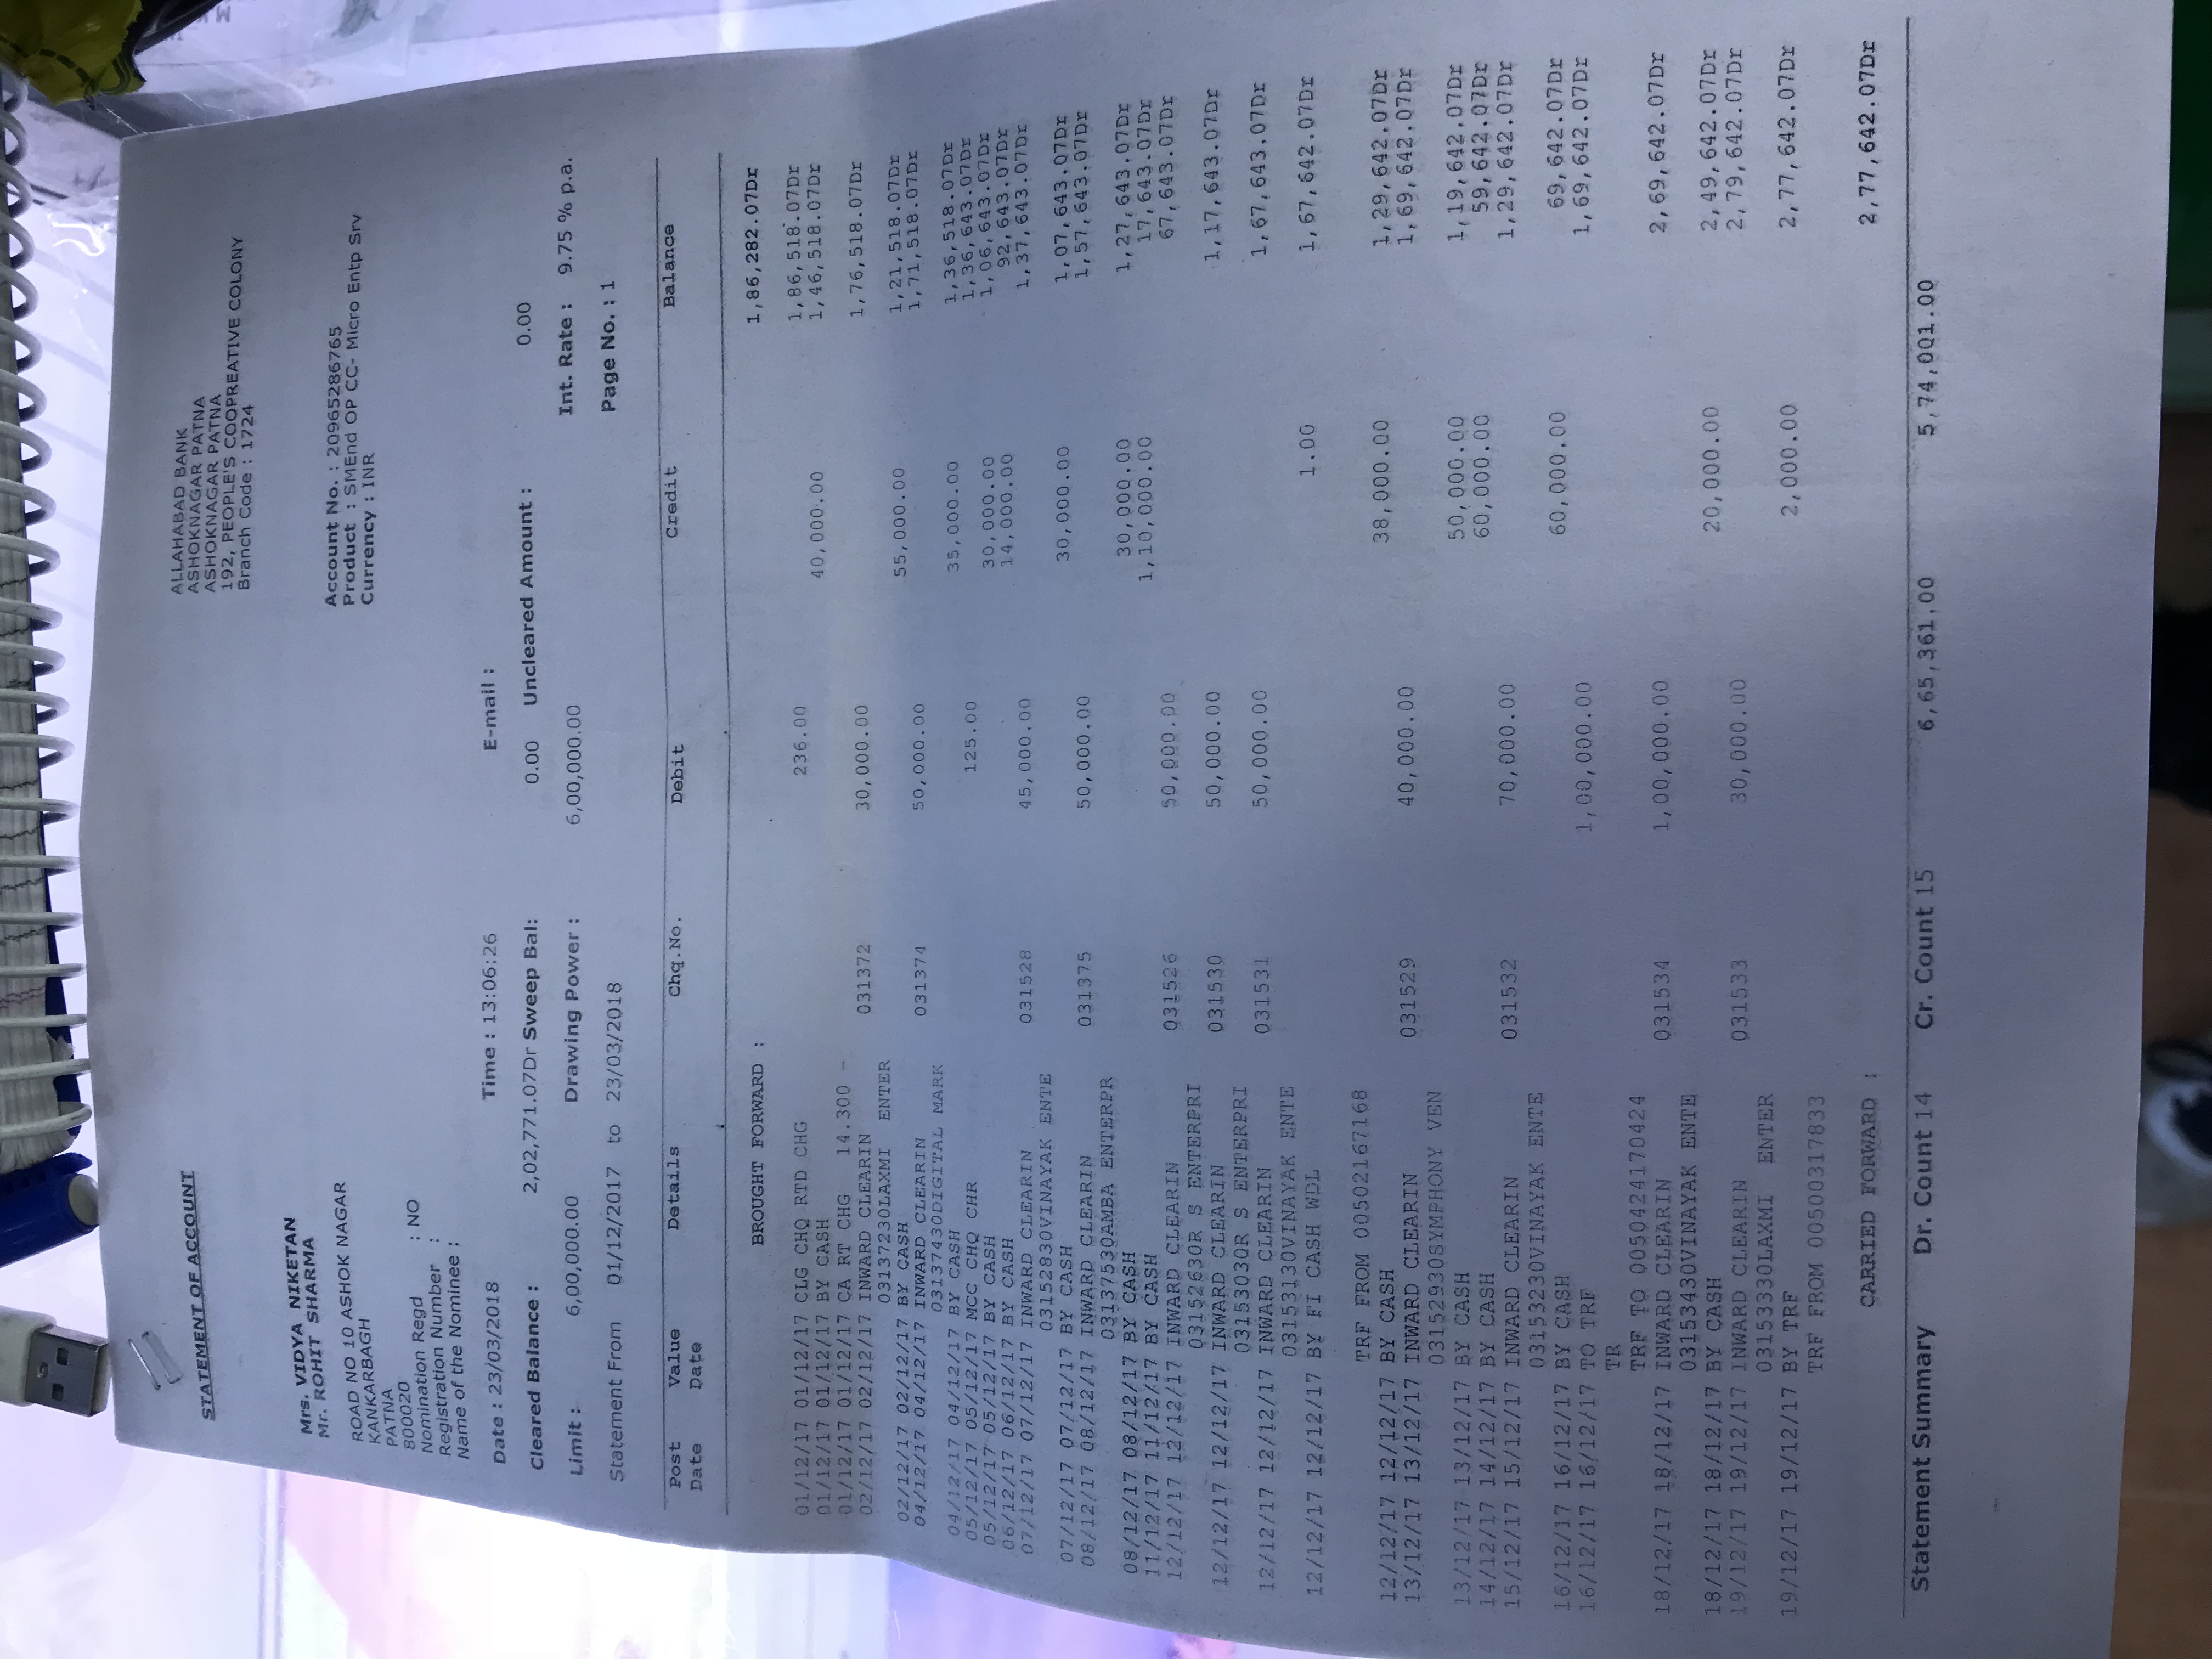 STATEMENT OF ACCOUNT
ALLAHABAD BANK
ASHOKNAGAR PATNA
ASHOKNAGAR PATNA
192, PEOPLE'S COOPREATIVE COLONY
Branch Code : 1724
Mrs. VIDYA NIKETAN
Mr. ROHIT SHARMA
ROAD NO 10 ASHOK NAGAR
KANKARBAGH
PATNA
800020
Nomination Regd : NO
Registration Number :
Name of the Nominee :
Account No. : 20965286765
Product : SMEnd OP CC- Micro Entp Srv
Currency : INR
Date : 23/03/2018 Time : 13:06:26 E-mail :
Cleared Balance : 2,02,771.07Dr Sweep Bal: 0.00 Uncleared Amount : 0.00
Limit : 6,00,000.00 Drawing Power : 6,00,000.00 Int. Rate : 9.75 % p.a.
Statement From 01/12/2017 to 23/03/2018 Page No. : 1
Post Value Details Chq.No. Debit Credit Balance
Date Date
BROUGHT FORWARD : 1,86,282.07Dr
01/12/17 01/12/17 CLG CHQ RTD CHG 236.00 1,86,518.07Dr
01/12/17 01/12/17 BY CASH 40,000.00 1,46,518.07Dr
01/12/17 01/12/17 CA RT CHG 14.300 -
02/12/17 02/12/17 INWARD CLEARIN 031372 30,000.00 1,76,518.07Dr
03137230LAXMI ENTER
02/12/17 02/12/17 BY CASH 55,000.00 1,21,518.07Dr
04/12/17 04/12/17 INWARD CLEARIN 031374 50,000.00 1,71,518.07Dr
03137430DIGITAL MARK
04/12/17 04/12/17 BY CASH 35,000.00 1,36,518.07Dr
05/12/17 05/12/17 MCC CHQ CHR 125.00 1,36,643.07Dr
05/12/17 05/12/17 BY CASH 30,000.00 1,06,643.07Dr
06/12/17 06/12/17 BY CASH 14,000.00 92,643.07Dr
07/12/17 07/12/17 INWARD CLEARIN 031528 45,000.00 1,37,643.07Dr
03152830VINAYAK ENTE
07/12/17 07/12/17 BY CASH 30,000.00 1,07,643.07Dr
08/12/17 08/12/17 INWARD CLEARIN 031375 50,000.00 1,57,643.07Dr
03137530AMBA ENTERPR
08/12/17 08/12/17 BY CASH 30,000.00 1,27,643.07Dr
11/12/17 11/12/17 BY CASH 1,10,000.00 17,643.07Dr
12/12/17 12/12/17 INWARD CLEARIN 031526 50,000.00 67,643.07Dr
03152630R S ENTERPRI
12/12/17 12/12/17 INWARD CLEARIN 031530 50,000.00 1,17,643.07Dr
03153030R S ENTERPRI
12/12/17 12/12/17 INWARD CLEARIN 031531 50,000.00 1,67,643.07Dr
03153130VINAYAK ENTE
12/12/17 12/12/17 BY FI CASH WDL 1.00 1,67,642.07Dr
TRF FROM 00502167168
12/12/17 12/12/17 BY CASH 38,000.00 1,29,642.07Dr
13/12/17 13/12/17 INWARD CLEARIN 031529 40,000.00 1,69,642.07Dr
03152930SYMPHONY VEN
13/12/17 13/12/17 BY CASH 50,000.00 1,19,642.07Dr
14/12/17 14/12/17 BY CASH 60,000.00 59,642.07Dr
15/12/17 15/12/17 INWARD CLEARIN 031532 70,000.00 1,29,642.07Dr
03153230VINAYAK ENTE
16/12/17 16/12/17 BY CASH 60,000.00 69,642.07Dr
16/12/17 16/12/17 TO TRF 1,00,000.00 1,69,642.07Dr
TR
TRF TO 0050424170424
18/12/17 18/12/17 INWARD CLEARIN 031534 1,00,000.00 2,69,642.07Dr
03153430VINAYAK ENTE
18/12/17 18/12/17 BY CASH 20,000.00 2,49,642.07Dr
19/12/17 19/12/17 INWARD CLEARIN 031533 30,000.00 2,79,642.07Dr
03153330LAXMI ENTER
19/12/17 19/12/17 BY TRF 2,000.00 2,77,642.07Dr
TRF FROM 00500317833
CARRIED FORWARD : 2,77,642.07Dr
Statement Summary Dr. Count 14 Cr. Count 15 6,65,361.00 5,74,001.00